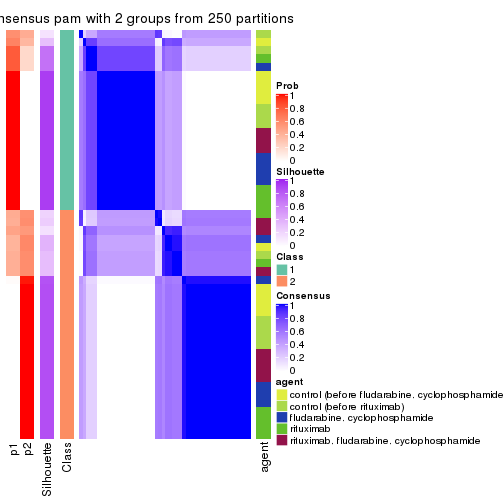 nsensus pam with 2 groups from 250 partitions
Prob
1
0.8
0.6
0.4
0.2
0
Silhouette
1
0.8
0.6
0.4
0.2
0
Class
1
2
Consensus
1
0.8
0.6
0.4
0.2
0
agent
control (before fludarabine. cyclophosphamide
control (before rituximab)
fludarabine. cyclophosphamide
rituximab
rituximab. fludarabine. cyclophosphamide
p1
p2
Silhouette
Class
agent